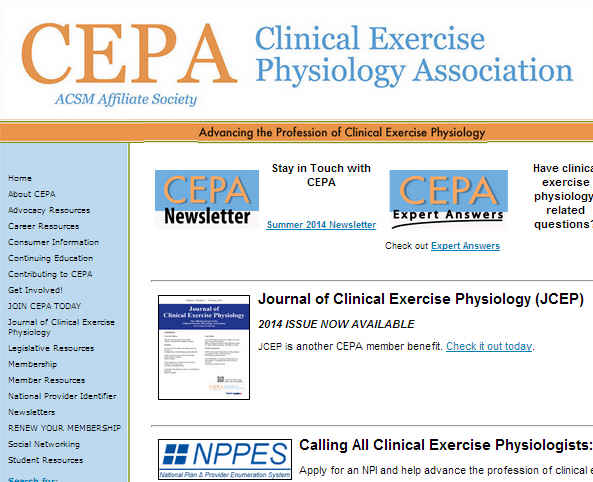 CEPA
Clinical Exercise
Physiology Association
ACSM Affiliate Society
Advancing the Profession of Clinical Exercise Physiology
Home
About CEPA
Advocacy Resources
Career Resources
Consumer Information
Continuing Education
Contributing to CEPA
Get Involved!
JOIN CEPA TODAY
Journal of Clinical Exercise
Physiology
Legislative Resources
Membership
Member Resources
National Provider Identifier
Newsletters
RENEW YOUR MEMBERSHIP
Social Networking
Student Resources
Search for:
CEPA
Newsletter
Stay in Touch with
CEPA
Summer 2014 Newsletter
CEPA
Expert Answers
Check out Expert Answers
Have clinica
exercise
physiology
related
questions?
Journal of
Clinical Exercise Physiology
Journal of Clinical Exercise Physiology (JCEP)
2014 ISSUE NOW AVAILABLE
JCEP is another CEPA member benefit. Check it out today.
NPPES
National Plan & Provider Enumeration System
Calling All Clinical Exercise Physiologists:
Apply for an NPI and help advance the profession of clinical e